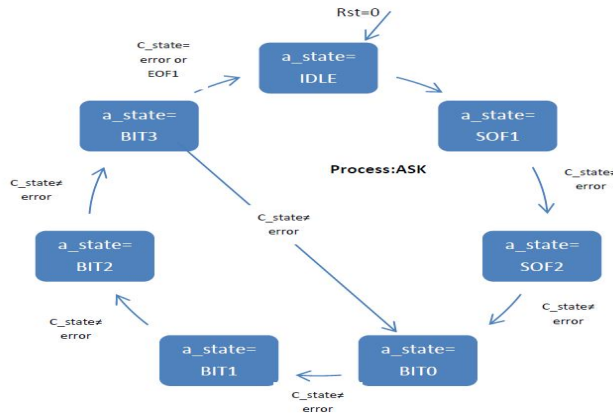 Rst=0
a_state=
IDLE
C_state=
error or
EOF1
a_state=
SOF1
a_state=
BIT3
Process:ASK
C_state≠
error
C_state≠
error
C_state≠
error
a_state=
BIT2
a_state=
SOF2
C_state≠
error
C_state≠
error
a_state=
BIT1
a_state=
BIT0
C_state≠
error